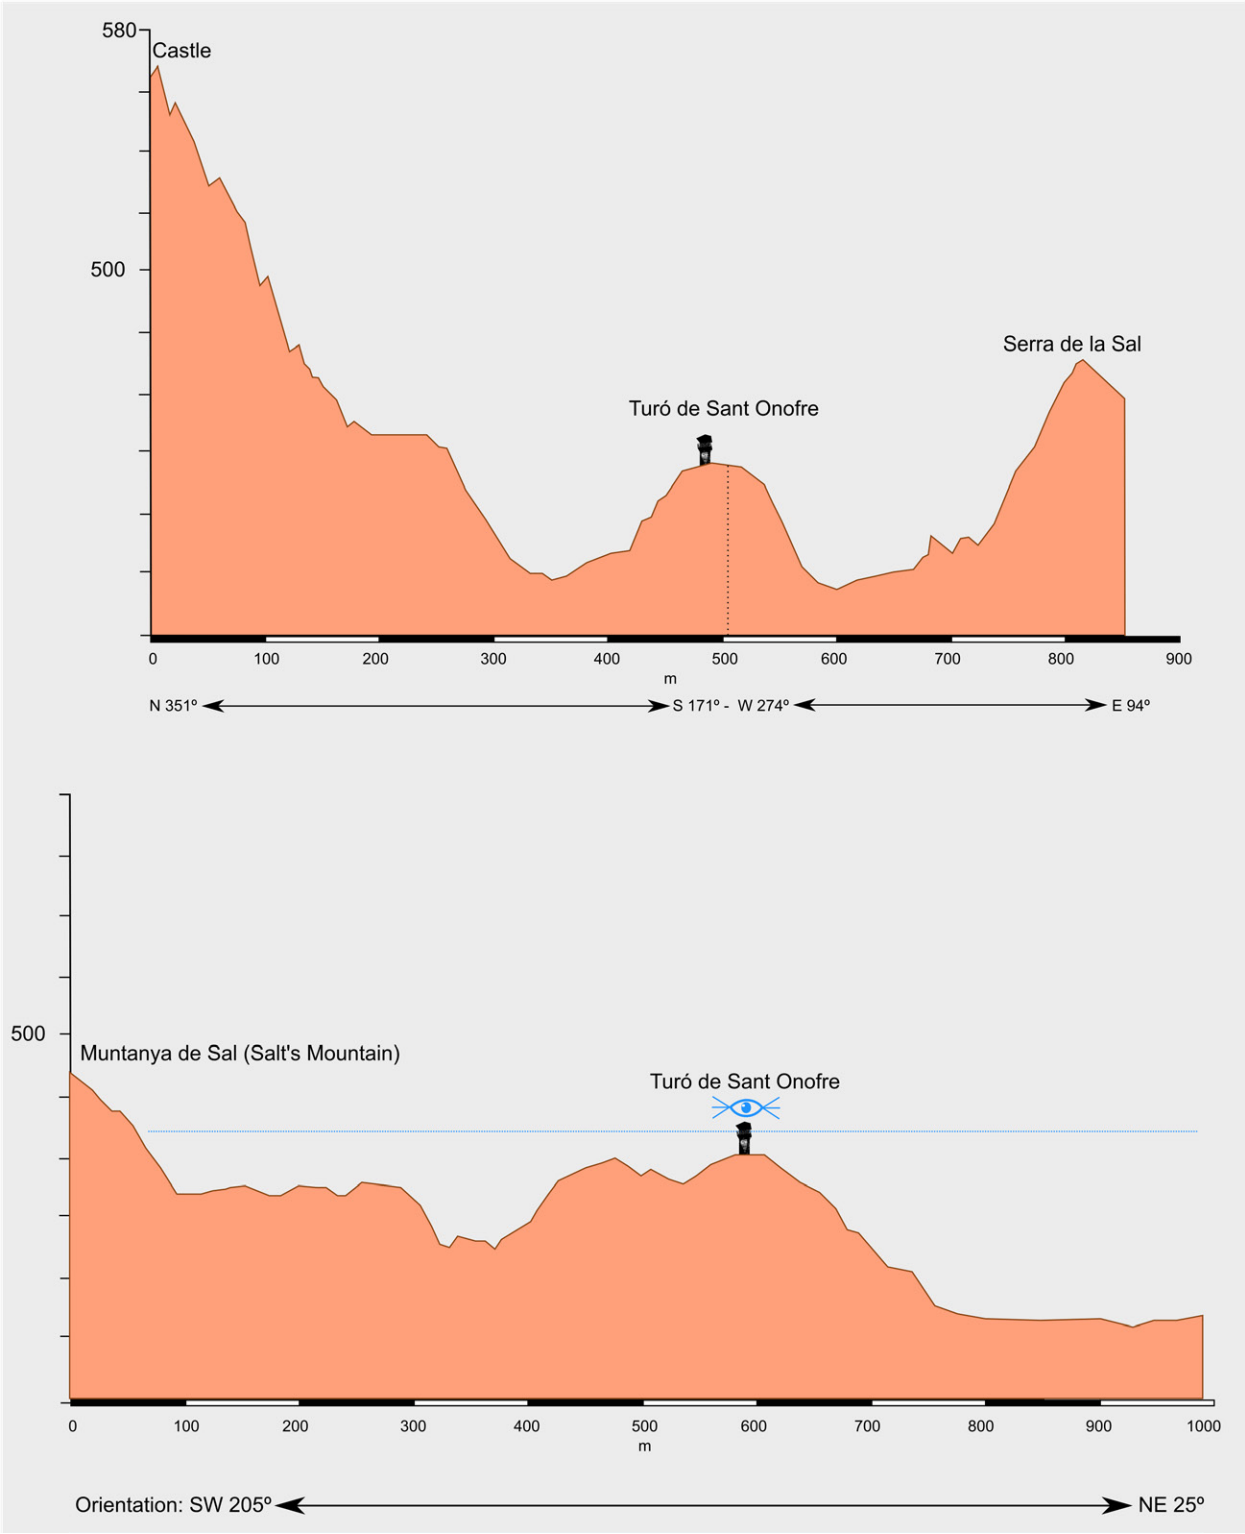 580
Castle
500
Serra de la Sal
Turó de Sant Onofre
0 100 200 300 400 500 600 700 800 900
m
N 351º S 171º - W 274º E 94º
500
Muntanya de Sal (Salt's Mountain)
Turó de Sant Onofre
0 100 200 300 400 500 600 700 800 900 1000
m
Orientation: SW 205º NE 25º